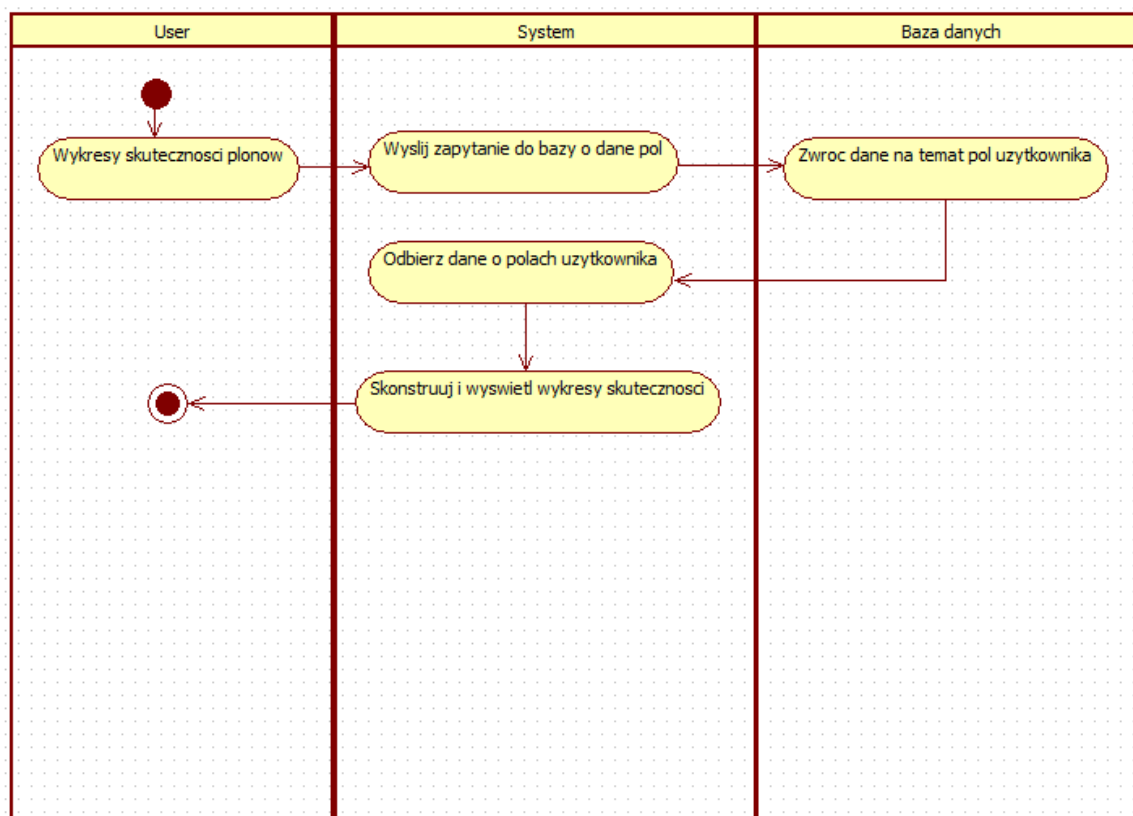 User
System
Baza danych
Wykresy skutecznosci plonow
Wyslij zapytanie do bazy o dane pol
Zwroc dane na temat pol uzytkownika
Odbierz dane o polach uzytkownika
Skonstruuj i wyswietl wykresy skutecznosci